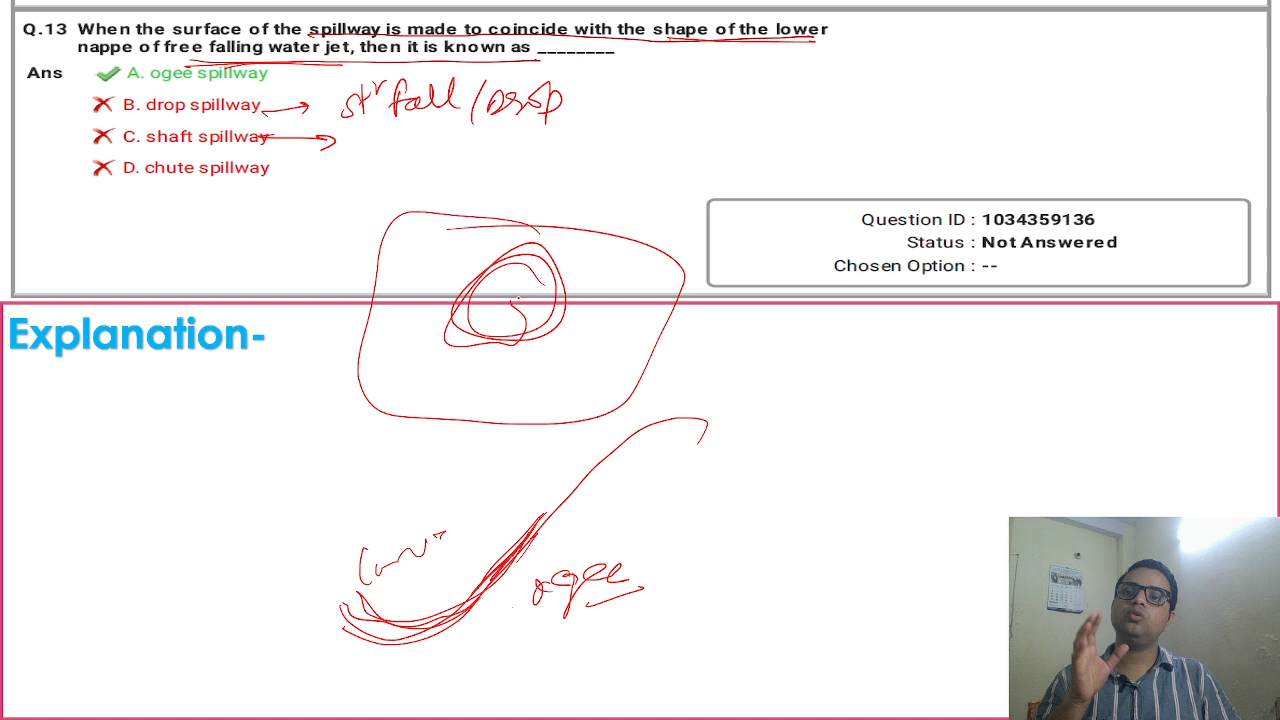 Q.13 When the surface of the spillway is made to coincide with the shape of the lower
nappe of free falling water jet, then it is known as ________
Ans A. ogee spillway
B. drop spillway
fall / Drop
C. shaft spillway
D. chute spillway
Question ID : 1034359136
Status : Not Answered
Chosen Option : --
Explanation-
ogee